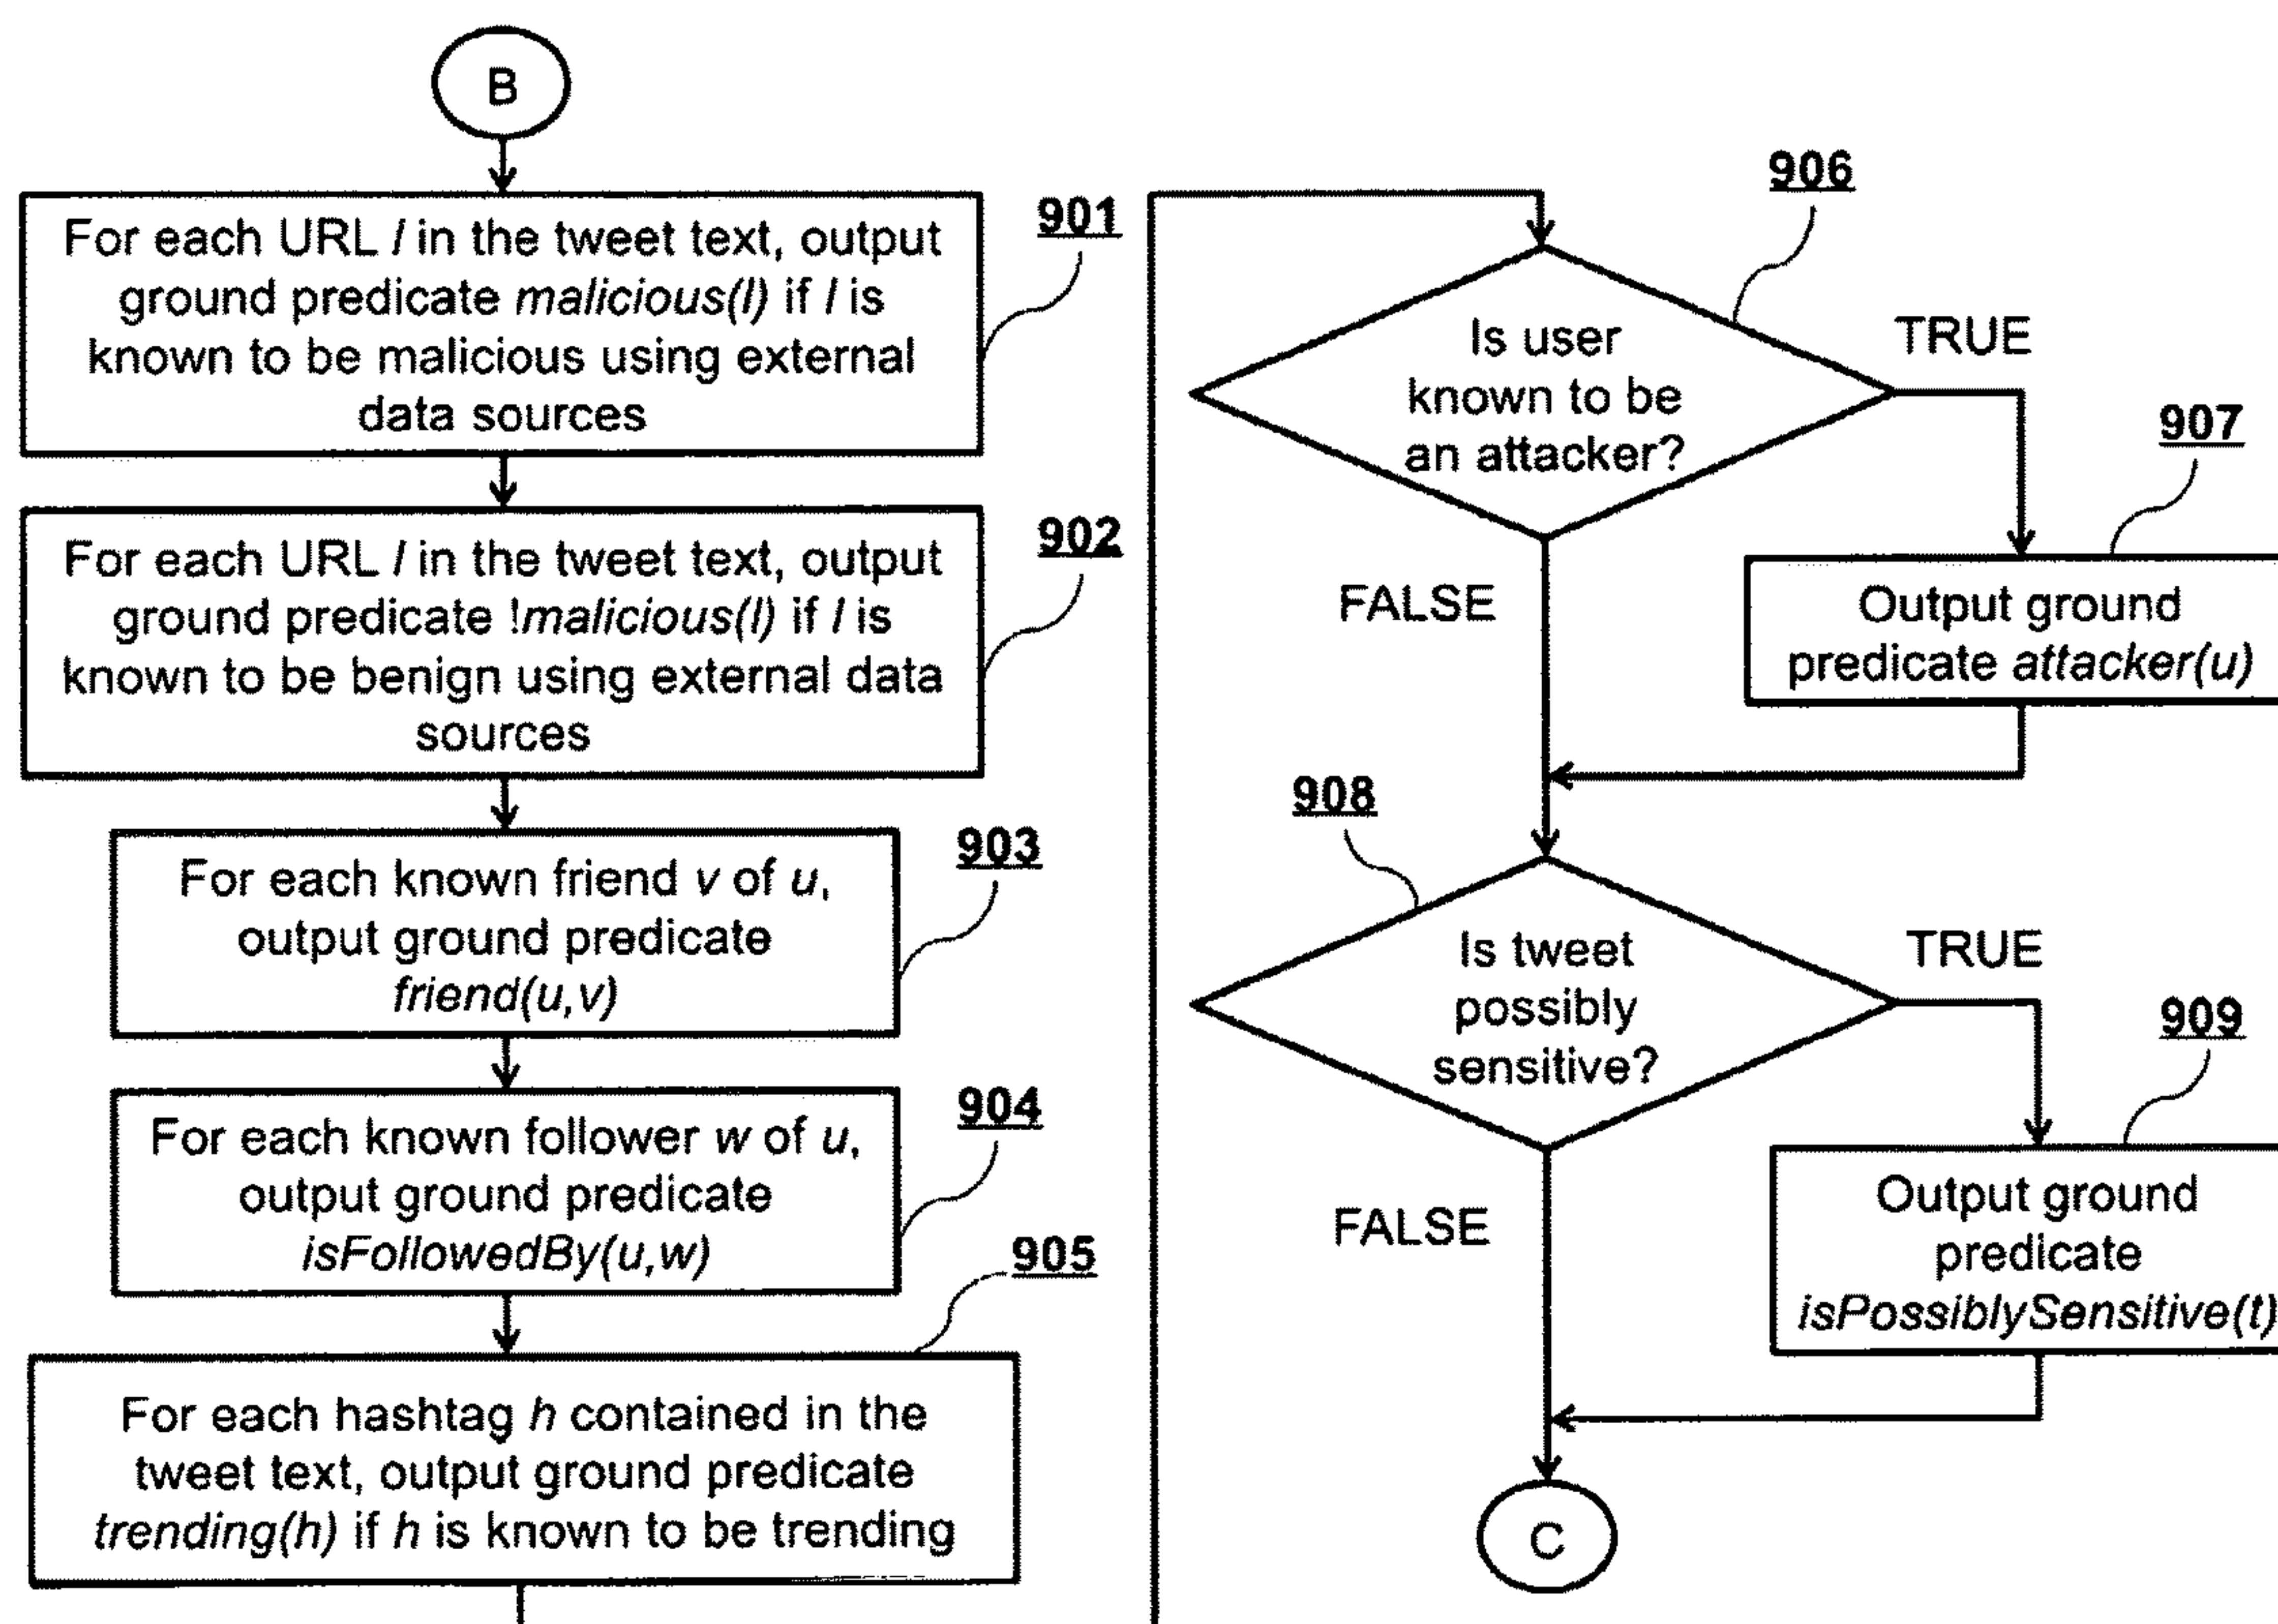 B
901
For each URL l in the tweet text, output
ground predicate malicious(l) if l is
known to be malicious using external
data sources
902
For each URL l in the tweet text, output
ground predicate !malicious(l) if l is
known to be benign using external data
sources
903
For each known friend v of u,
output ground predicate
friend(u,v)
904
For each known follower w of u,
output ground predicate
isFollowedBy(u,w)
905
For each hashtag h contained in the
tweet text, output ground predicate
trending(h) if h is known to be trending
906
Is user
known to be
an attacker?
TRUE
FALSE
907
Output ground
predicate attacker(u)
908
Is tweet
possibly
sensitive?
TRUE
FALSE
909
Output ground
predicate
isPossiblySensitive(t)
C